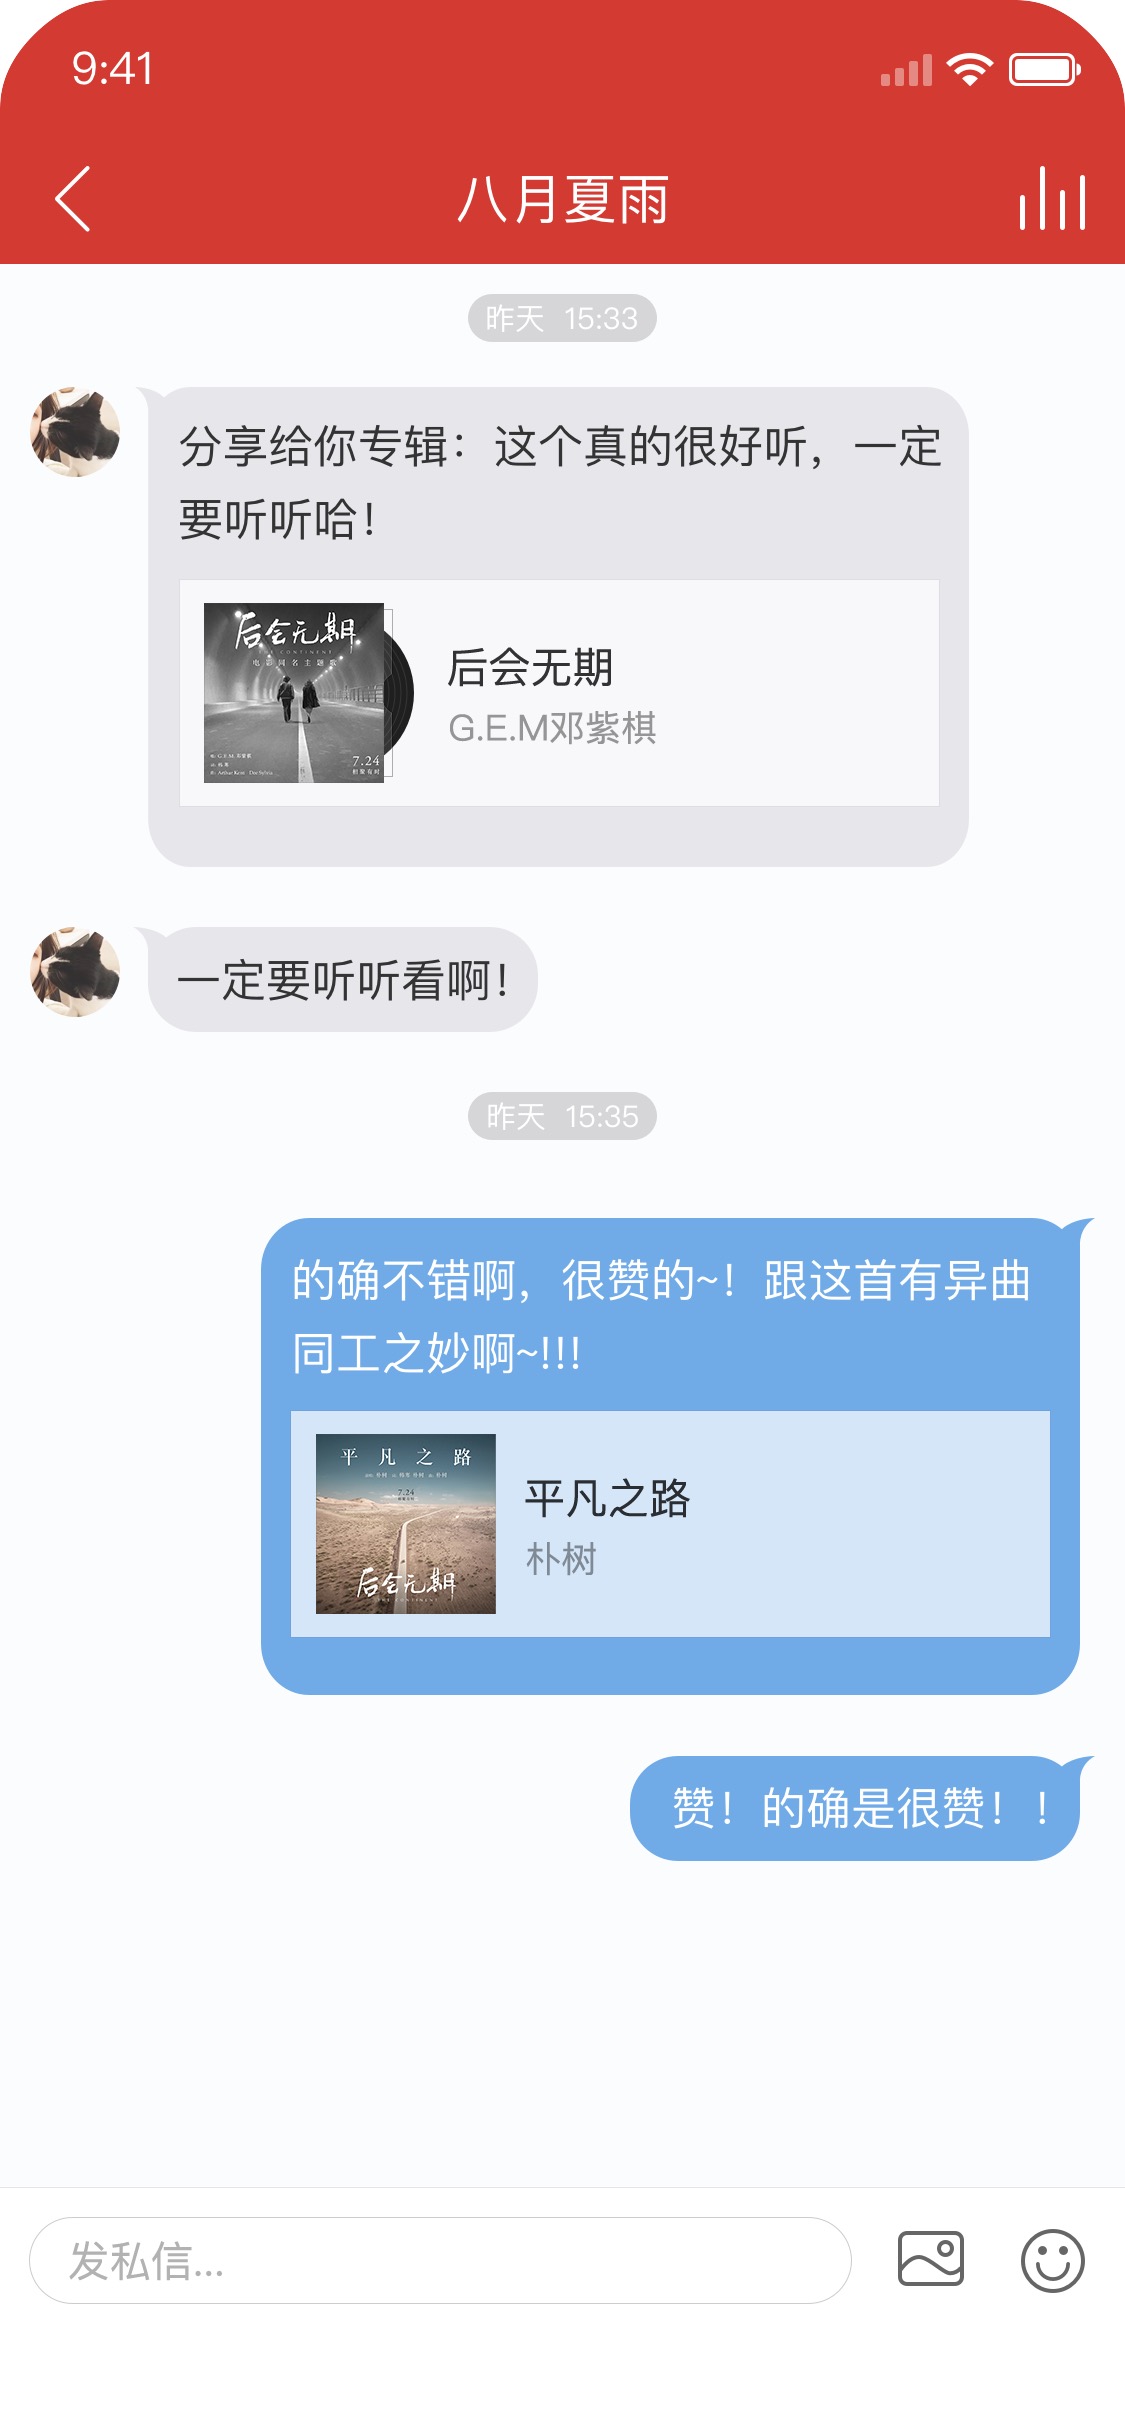 9:41
八月夏雨
昨天 15:33
分享给你专辑：这个真的很好听，一定
要听听哈！
后会无期
THE CONTINENT
电影同名主题歌
7.24
相聚有时
后会无期
G.E.M邓紫棋
一定要听听看啊！
昨天 15:35
的确不错啊，很赞的~！跟这首有异曲
同工之妙啊~!!!
平凡之路
7.24
后会无期
THE CONTINENT
平凡之路
朴树
赞！的确是很赞！！
发私信...